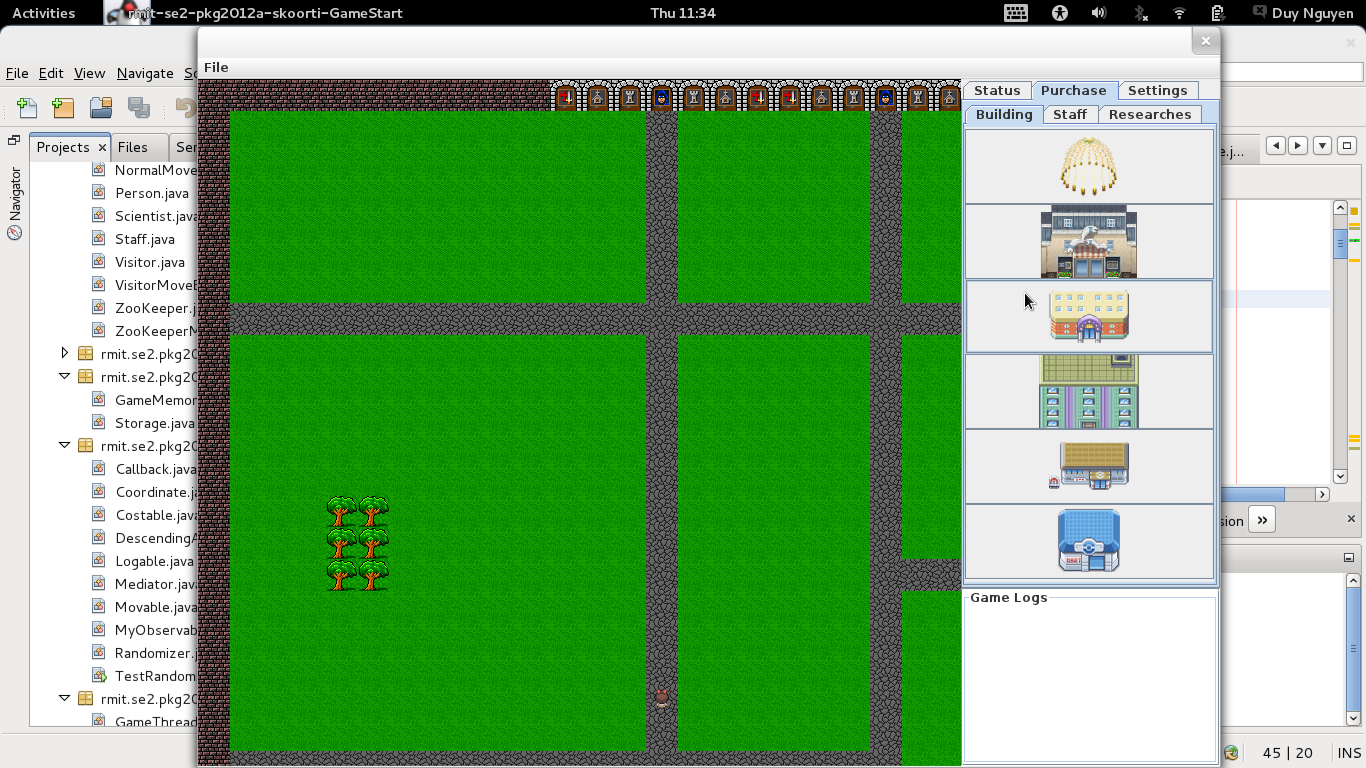 Activities
rmit-se2-pkg2012a-skoorti-GameStart
Thu 11:34
Duy Nguyen
File Edit View Navigate
File
Projects Files Ser
Navigator
NormalMove
Person.java
Scientist.java
Staff.java
Visitor.java
VisitorMoveB
ZooKeeper.j
ZooKeeperM
rmit.se2.pkg20
rmit.se2.pkg20
GameMemor
Storage.java
rmit.se2.pkg20
Callback.java
Coordinate.ja
Costable.java
DescendingA
Logable.java
Mediator.jav
Movable.java
MyObservab
Randomizer.
TestRandom
rmit.se2.pkg20
GameThread
Status Purchase Settings
Building Staff Researches
Game Logs
e.j...
sion
45 | 20 INS